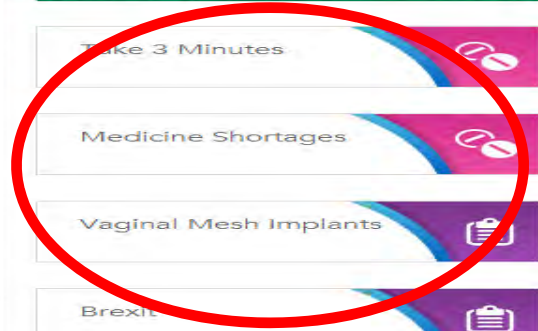 Take 3 Minutes
Medicine Shortages
Vaginal Mesh Implants
Brexit